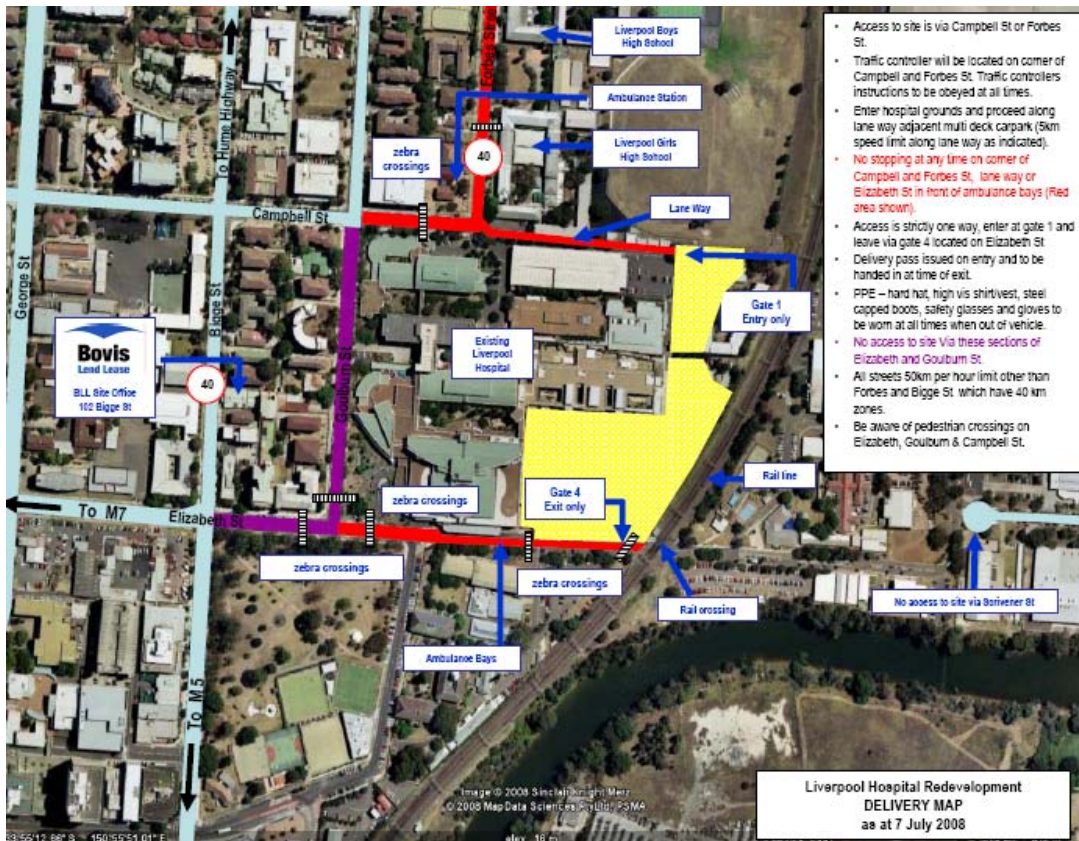 Liverpool Boys
High School
Forbes St
To Hume Highway
Ambulance Station
zebra
crossings
40
Liverpool Girls
High School
Campbell St
Lane Way
George St
Bigge St
Gate 1
Entry only
Bovis
Lend Lease
BLL Site Office
102 Bigge St
40
Goulburn St
Existing
Liverpool
Hospital
To M7
Elizabeth St
zebra crossings
Gate 4
Exit only
Rail line
zebra crossings
zebra crossings
Rail crossing
No access to site via Scrivener St
Ambulance Bays
To M5
• Access to site is via Campbell St or Forbes
St.
• Traffic controller will be located on corner of
Campbell and Forbes St. Traffic controllers
instructions to be obeyed at all times.
• Enter hospital grounds and proceed along
lane way adjacent multi deck carpark (5km
speed limit along lane way as indicated).
• No stopping at any time on corner of
Campbell and Forbes St, lane way or
Elizabeth St in front of ambulance bays (Red
area shown).
• Access is strictly one way, enter at gate 1 and
leave via gate 4 located on Elizabeth St
• Delivery pass issued on entry and to be
handed in at time of exit.
• PPE – hard hat, high vis shirt/vest, steel
capped boots, safety glasses and gloves to
be worn at all times when out of vehicle.
• No access to site Via these sections of
Elizabeth and Goulburn St.
• All streets 50km per hour limit other than
Forbes and Bigge St which have 40 km
zones.
• Be aware of pedestrian crossings on
Elizabeth, Goulburn & Campbell St.
Image © 2008 Sinclair Knight Merz
© 2008 MapData Sciences PtyLtd, PSMA
150°55'51.01" E
elev 16 m
Liverpool Hospital Redevelopment
DELIVERY MAP
as at 7 July 2008